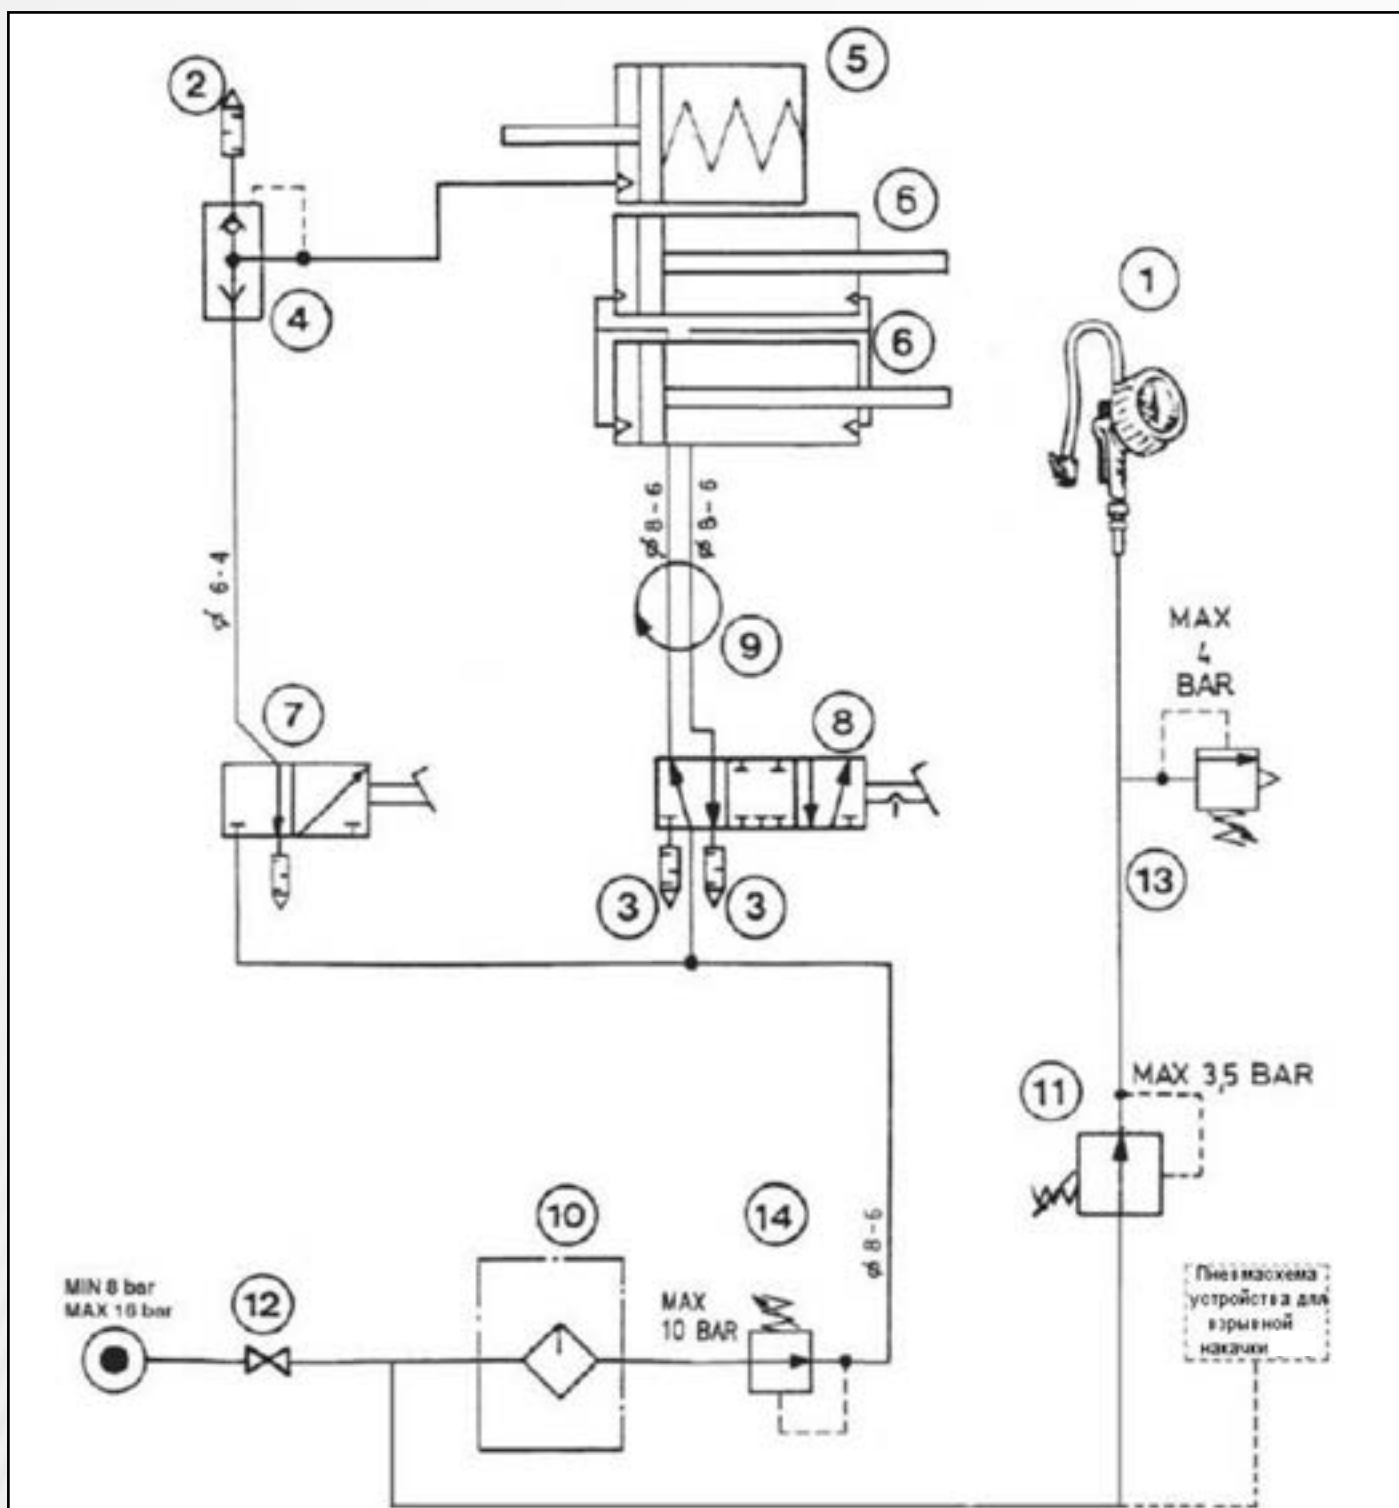 2
5
6
4
6
1
ø 8-6
ø 8-6
ø 6-4
9
MAX
4
BAR
7
8
3
3
13
11
MAX 3,5 BAR
10
14
ø 8-6
MIN 8 bar
MAX 16 bar
12
MAX
10 BAR
Пневмасхема
устройства для
взрывной
накачки